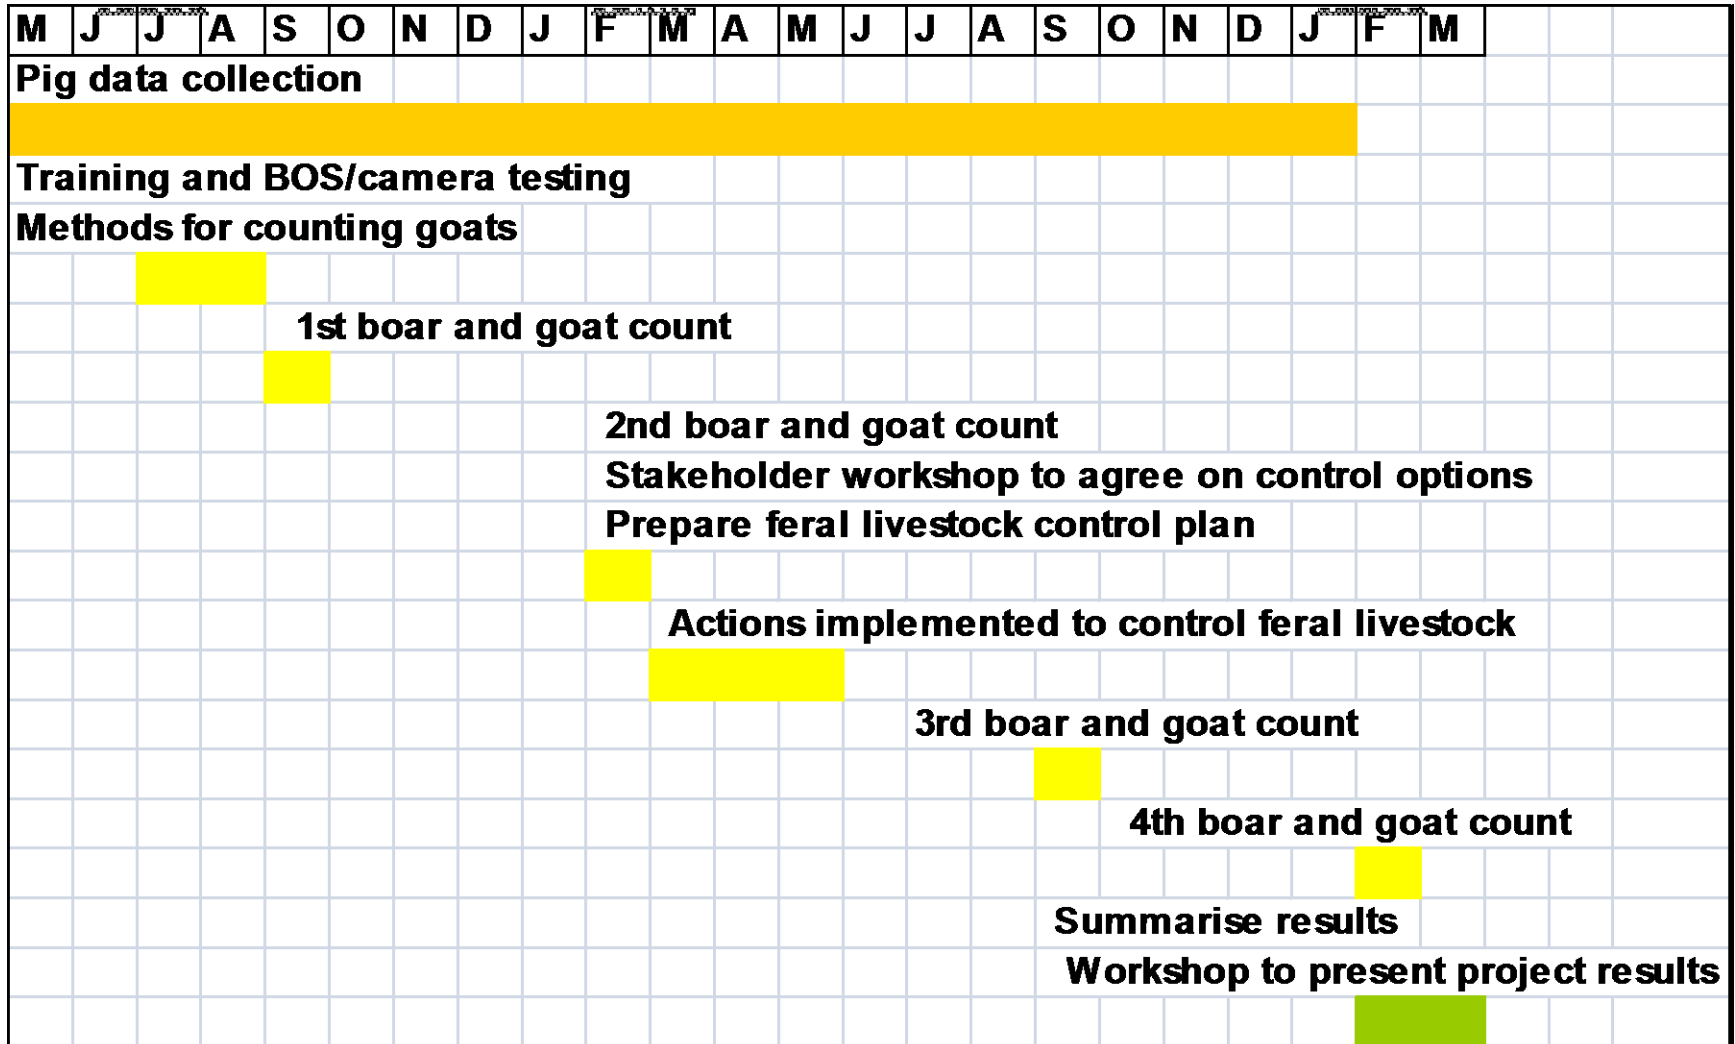 M J J A S O N D J F M A M J J A S O N D J F M
Pig data collection
Training and BOS/camera testing
Methods for counting goats
1st boar and goat count
2nd boar and goat count
Stakeholder workshop to agree on control options
Prepare feral livestock control plan
Actions implemented to control feral livestock
3rd boar and goat count
4th boar and goat count
Summarise results
Workshop to present project results